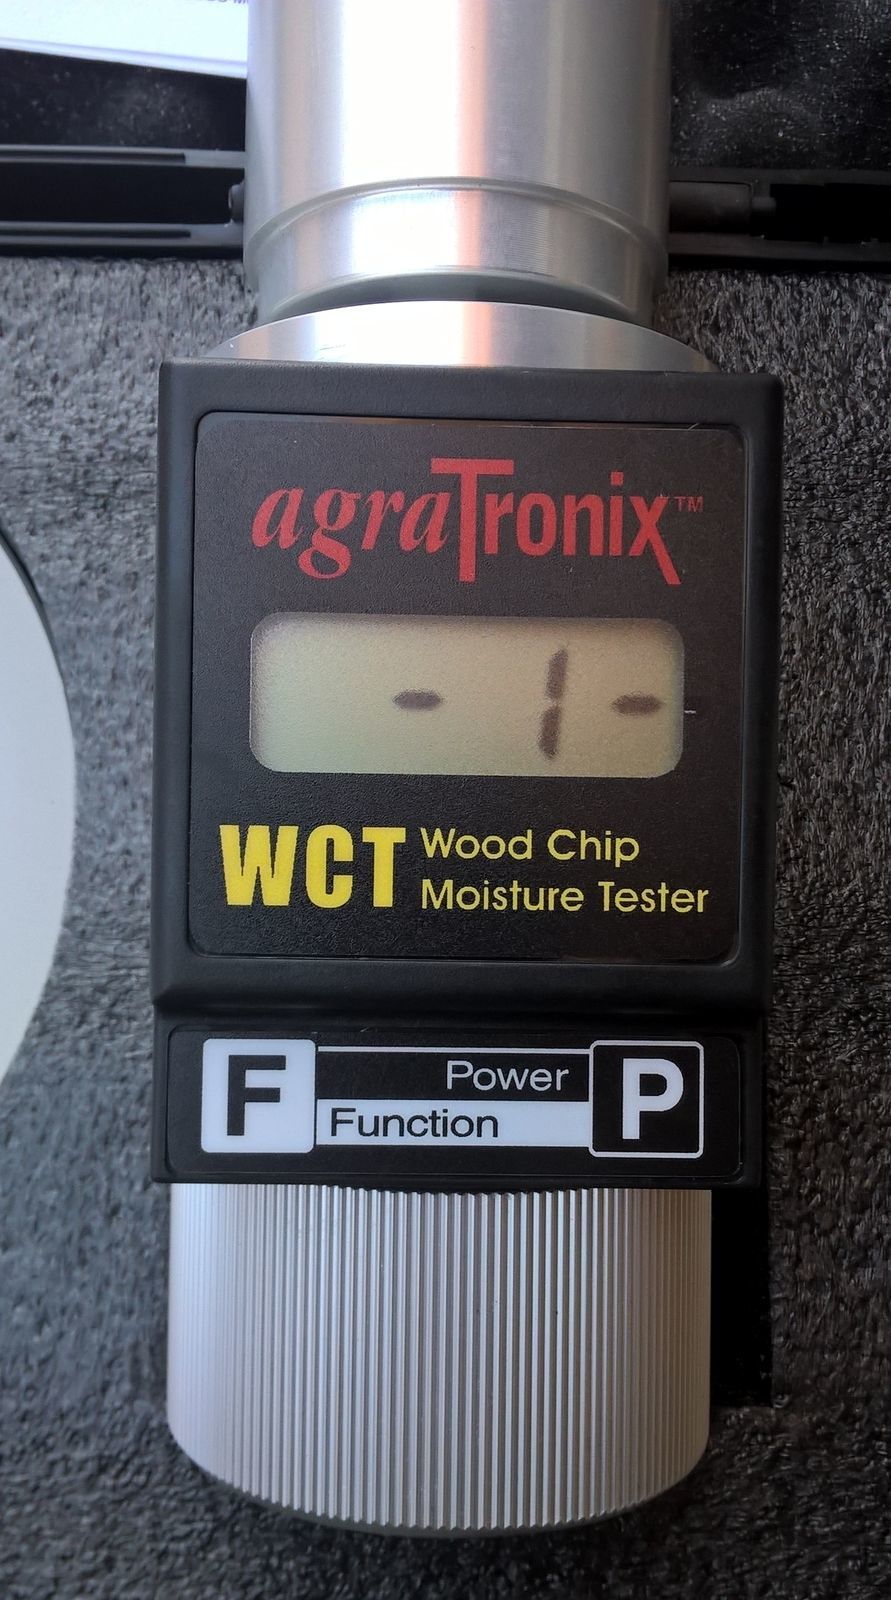 agraTronix™
- 1 -
WCT Wood Chip
Moisture Tester
F Power P
Function